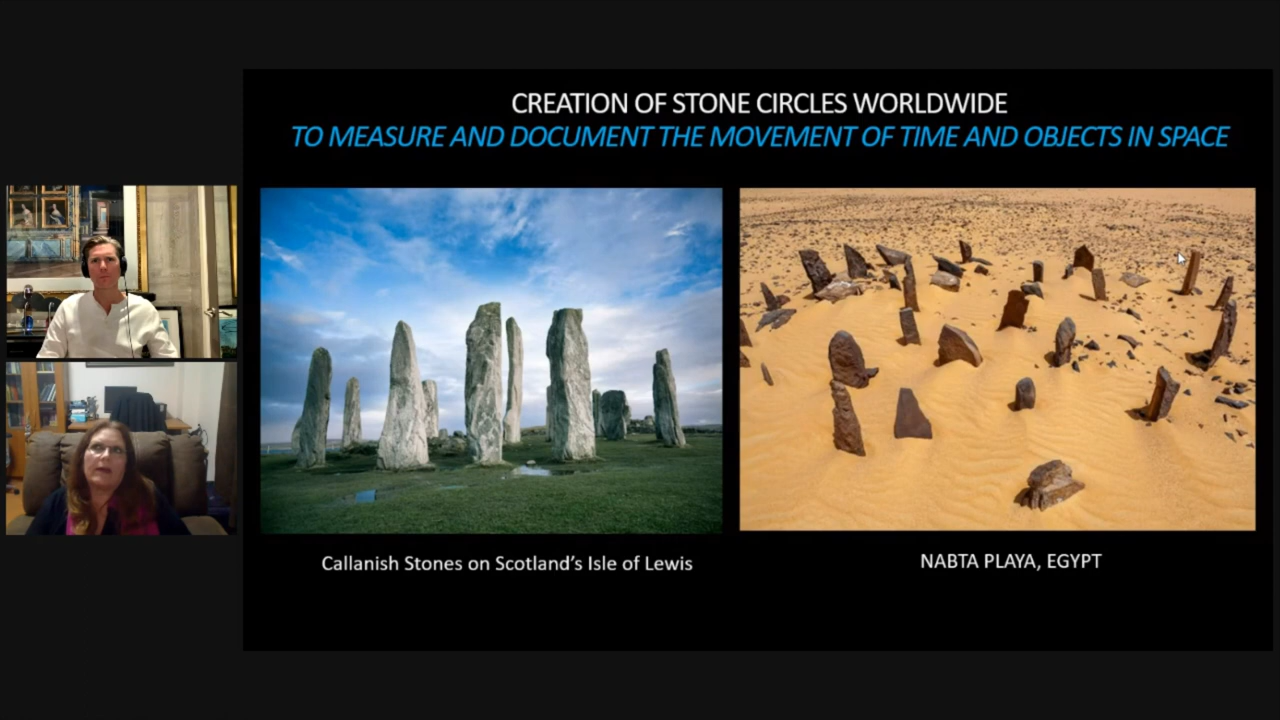 CREATION OF STONE CIRCLES WORLDWIDE
TO MEASURE AND DOCUMENT THE MOVEMENT OF TIME AND OBJECTS IN SPACE
Callanish Stones on Scotland’s Isle of Lewis
NABTA PLAYA, EGYPT